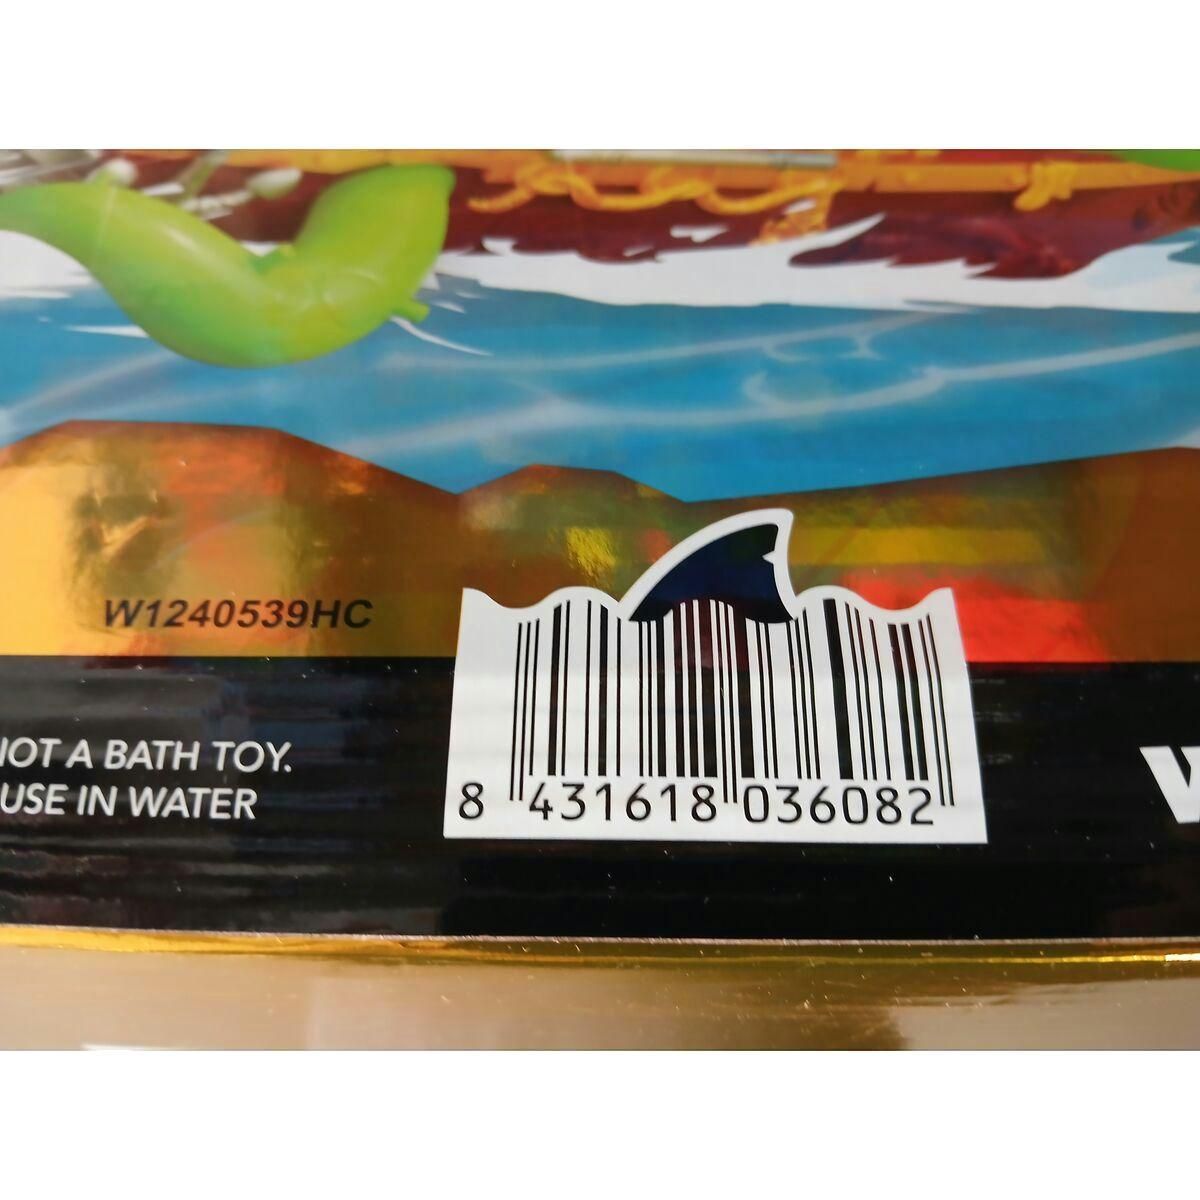 W1240539HC
NOT A BATH TOY.
USE IN WATER
8 431618 036082